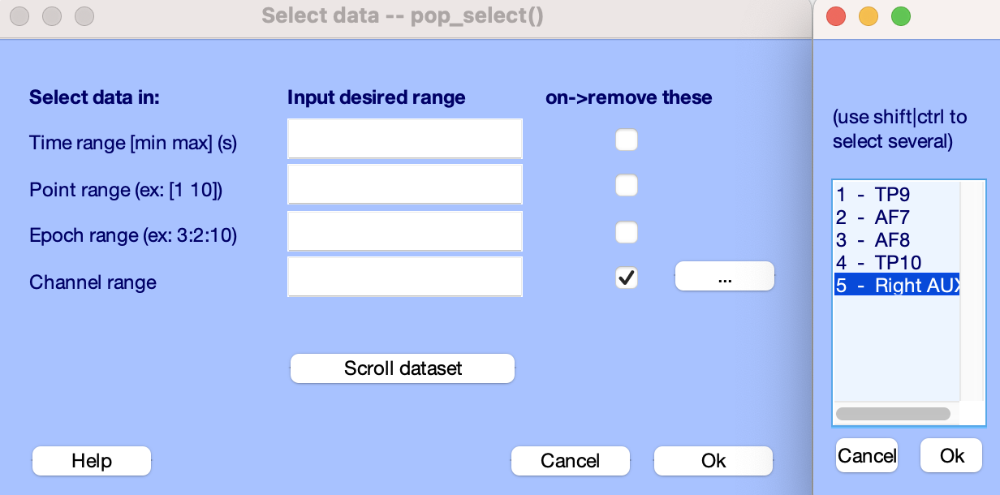 Select data -- pop_select()
Select data in: Input desired range on->remove these
Time range [min max] (s)
Point range (ex: [1 10])
Epoch range (ex: 3:2:10)
Channel range ...
Scroll dataset
Help Cancel Ok
(use shift|ctrl to
select several)
1 - TP9
2 - AF7
3 - AF8
4 - TP10
5 - Right AUX
Cancel Ok